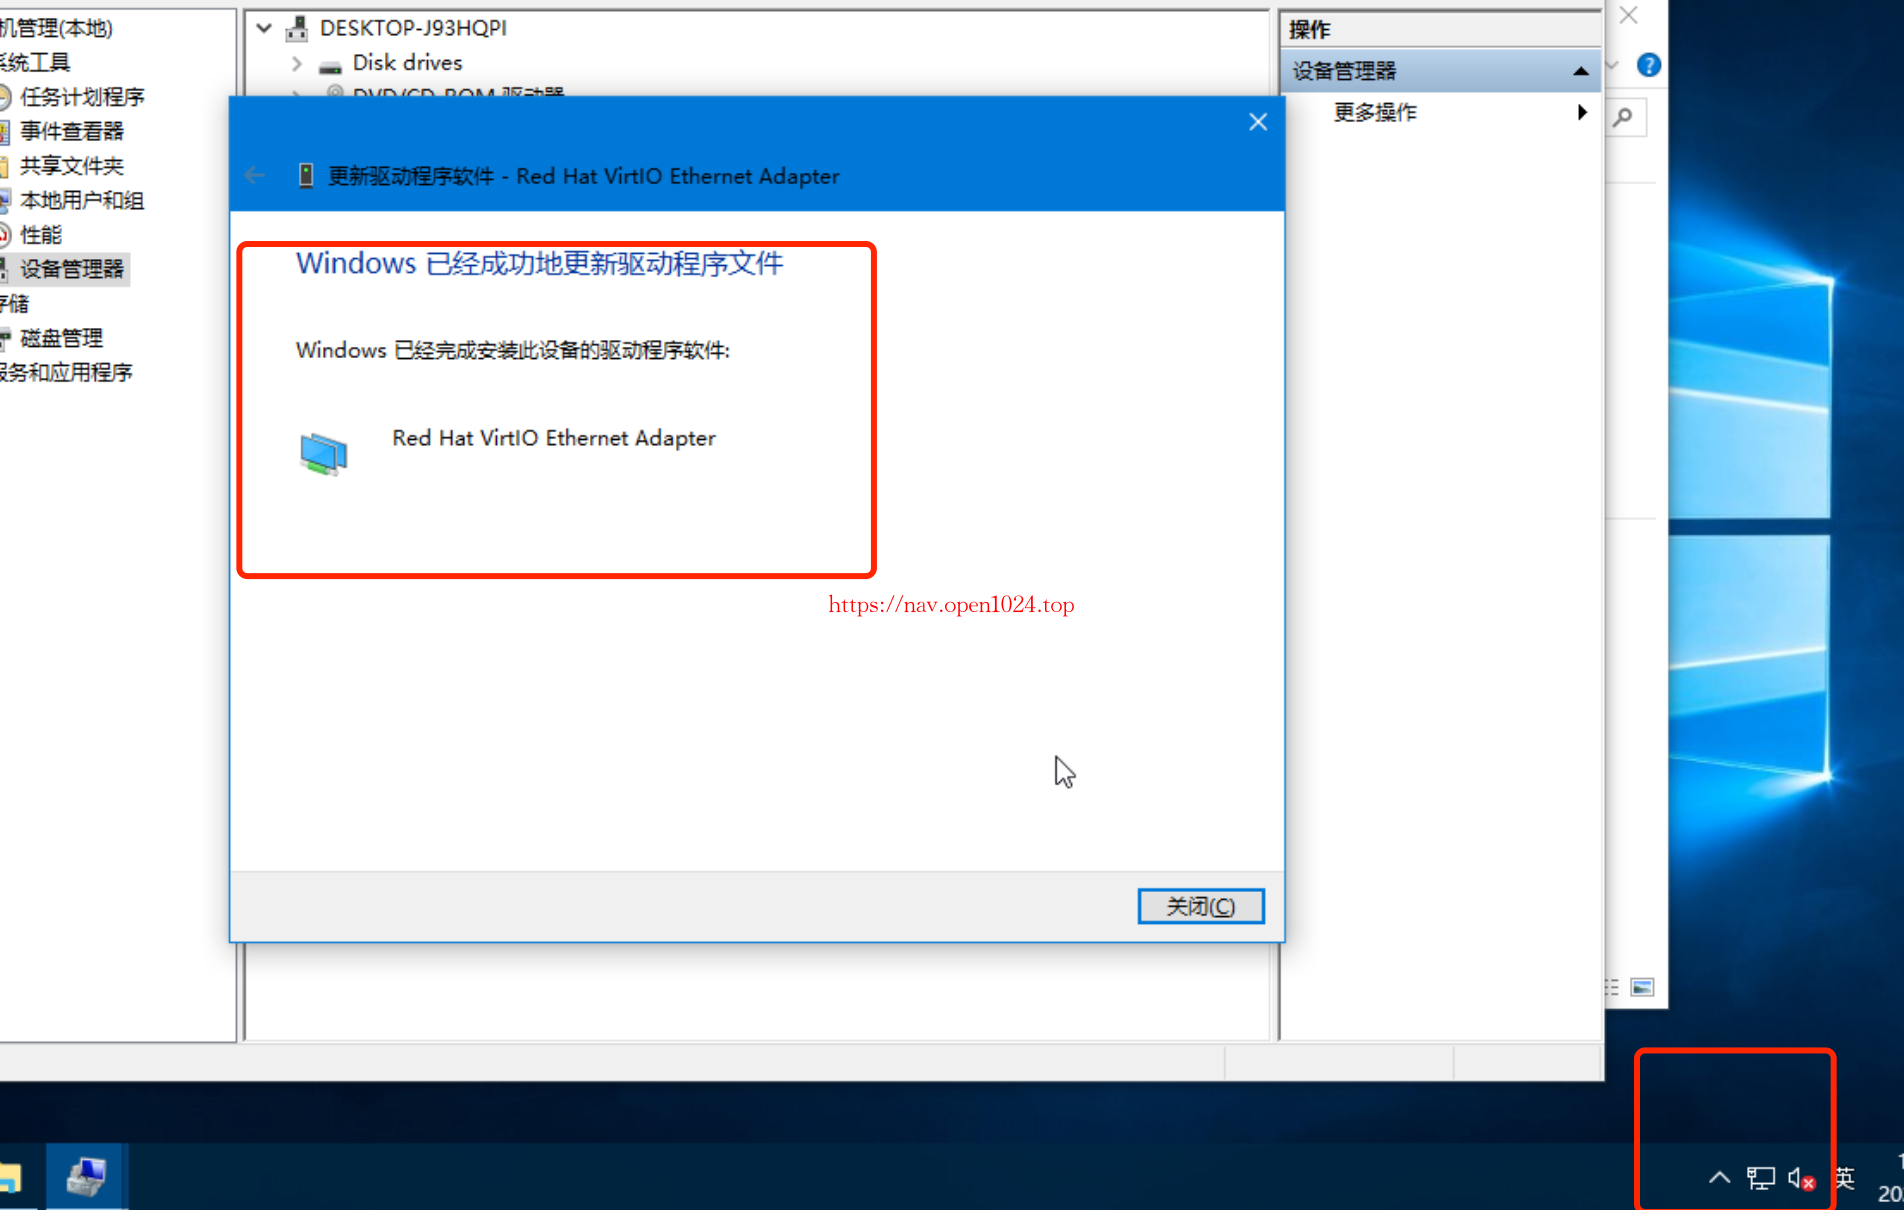 机管理(本地)
系统工具
任务计划程序
事件查看器
共享文件夹
本地用户和组
性能
设备管理器
存储
磁盘管理
服务和应用程序
DESKTOP-J93HQPI
Disk drives
DVD/CD-ROM 驱动器
操作
设备管理器
更多操作
更新驱动程序软件 - Red Hat VirtIO Ethernet Adapter
Windows 已经成功地更新驱动程序文件
Windows 已经完成安装此设备的驱动程序软件:
Red Hat VirtIO Ethernet Adapter
https://nav.open1024.top
关闭(C)
英